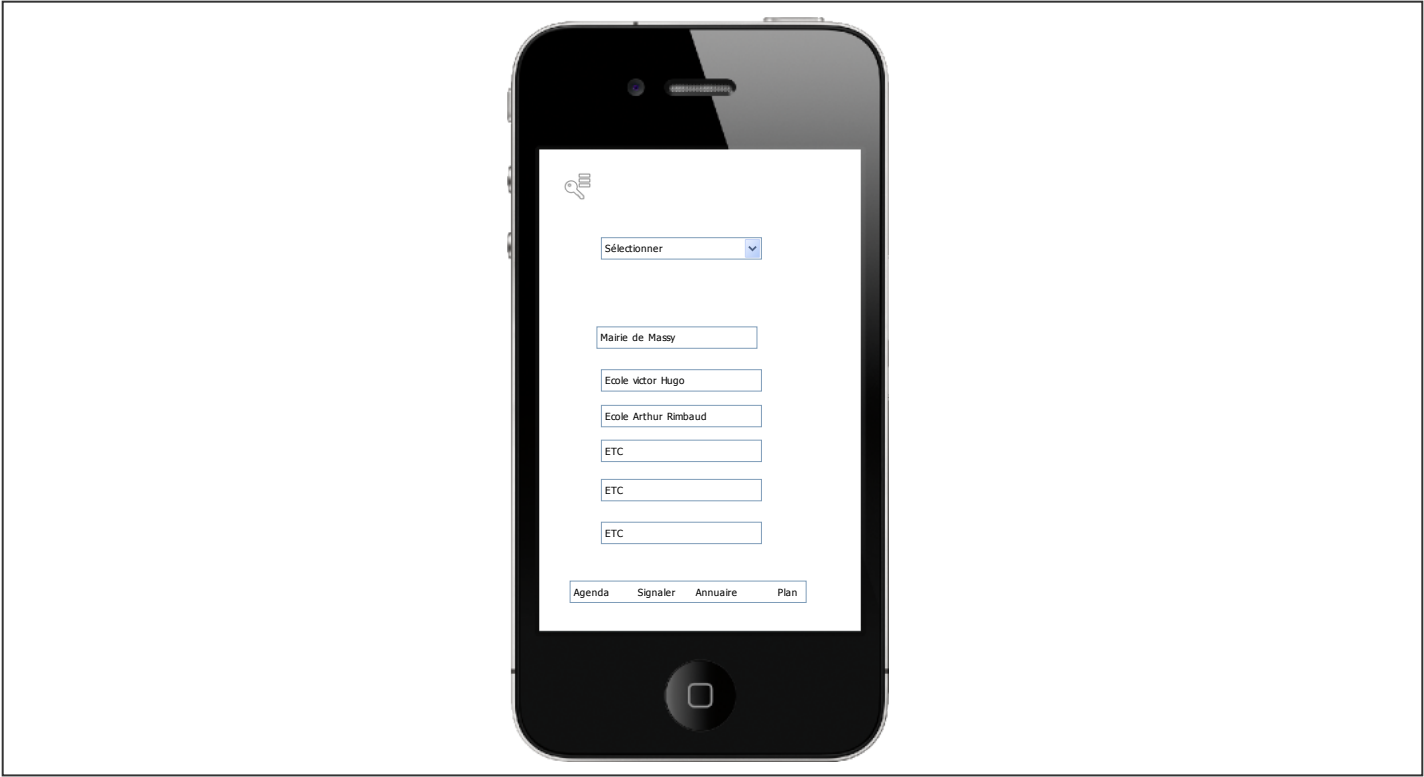 Sélectionner
Mairie de Massy
Ecole victor Hugo
Ecole Arthur Rimbaud
ETC
ETC
ETC
Agenda Signaler Annuaire Plan